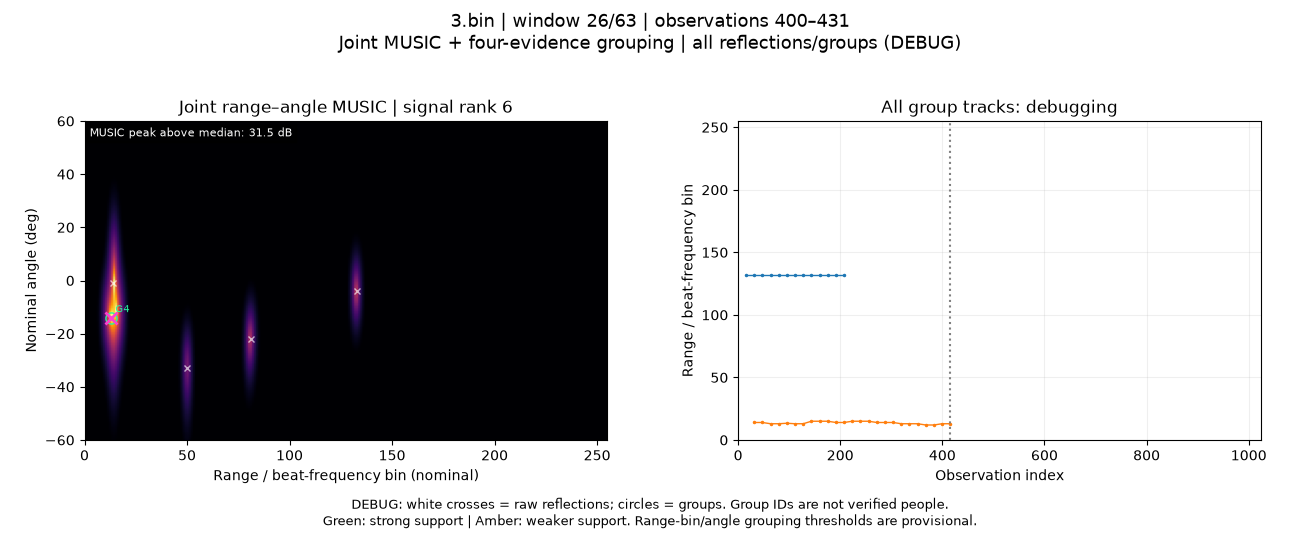 3.bin | window 26/63 | observations 400–431
Joint MUSIC + four-evidence grouping | all reflections/groups (DEBUG)
Joint range–angle MUSIC | signal rank 6
MUSIC peak above median: 31.5 dB
60
40
20
0
−20
−40
−60
Nominal angle (deg)
G4
0
50
100
150
200
250
Range / beat-frequency bin (nominal)
All group tracks: debugging
250
200
150
100
50
0
Range / beat-frequency bin
0
200
400
600
800
1000
Observation index
DEBUG: white crosses = raw reflections; circles = groups. Group IDs are not verified people.
Green: strong support | Amber: weaker support. Range-bin/angle grouping thresholds are provisional.